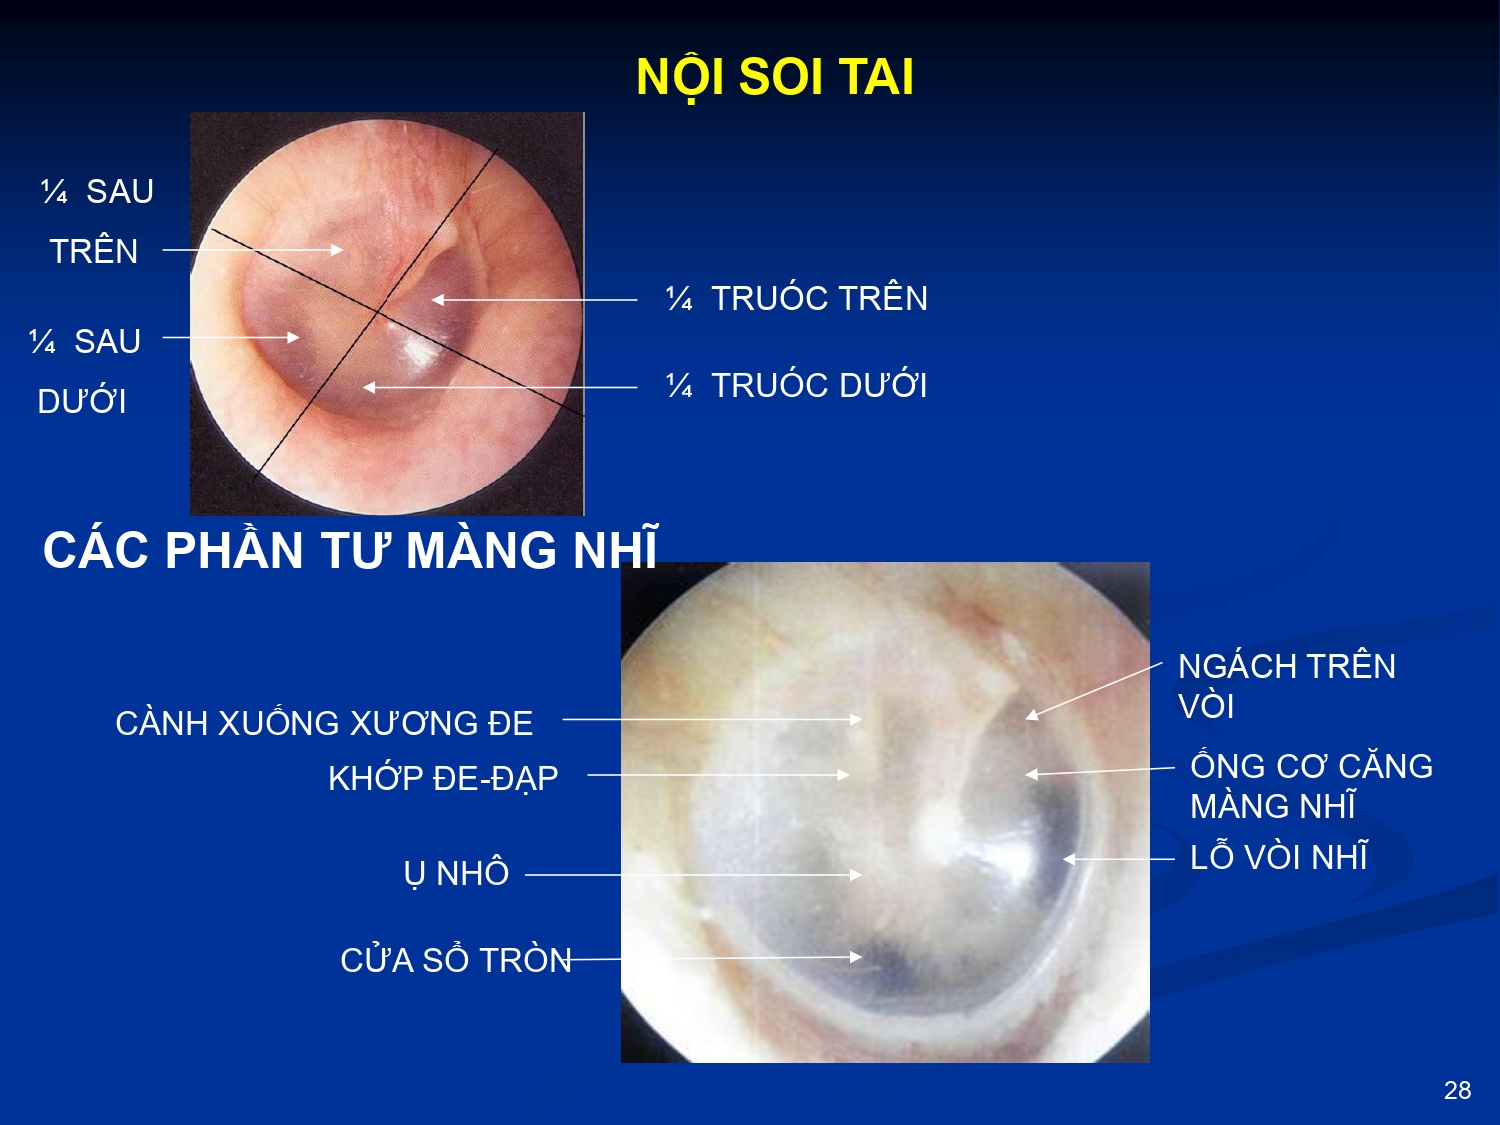 NỘI SOI TAI
¼ SAU
TRÊN
¼ SAU
DƯỚI
¼ TRUÓC TRÊN
¼ TRUÓC DƯỚI
CÁC PHẦN TƯ MÀNG NHĨ
CÀNH XUỐNG XƯƠNG ĐE
KHỚP ĐE-ĐẠP
Ụ NHÔ
CỬA SỔ TRÒN
NGÁCH TRÊN
VÒI
ỐNG CƠ CĂNG
MÀNG NHĨ
LỖ VÒI NHĨ
28